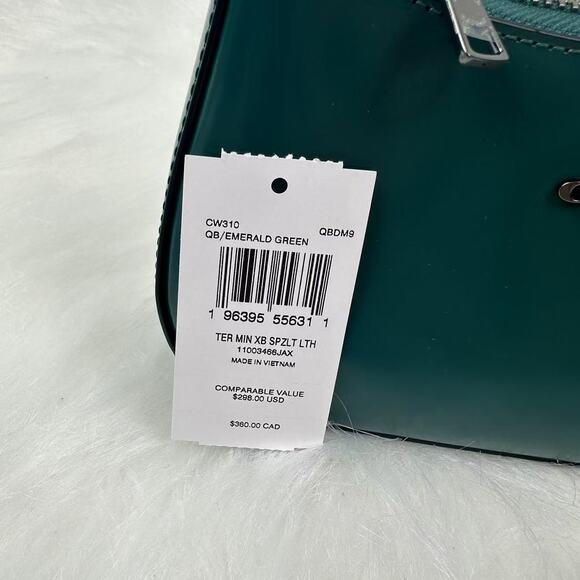 CW310 QBDM9
QB/EMERALD GREEN
1 96395 55631 1
TER MIN XB SPZLT LTH
11003466JAX
MADE IN VIETNAM
COMPARABLE VALUE
$298.00 USD
$360.00 CAD